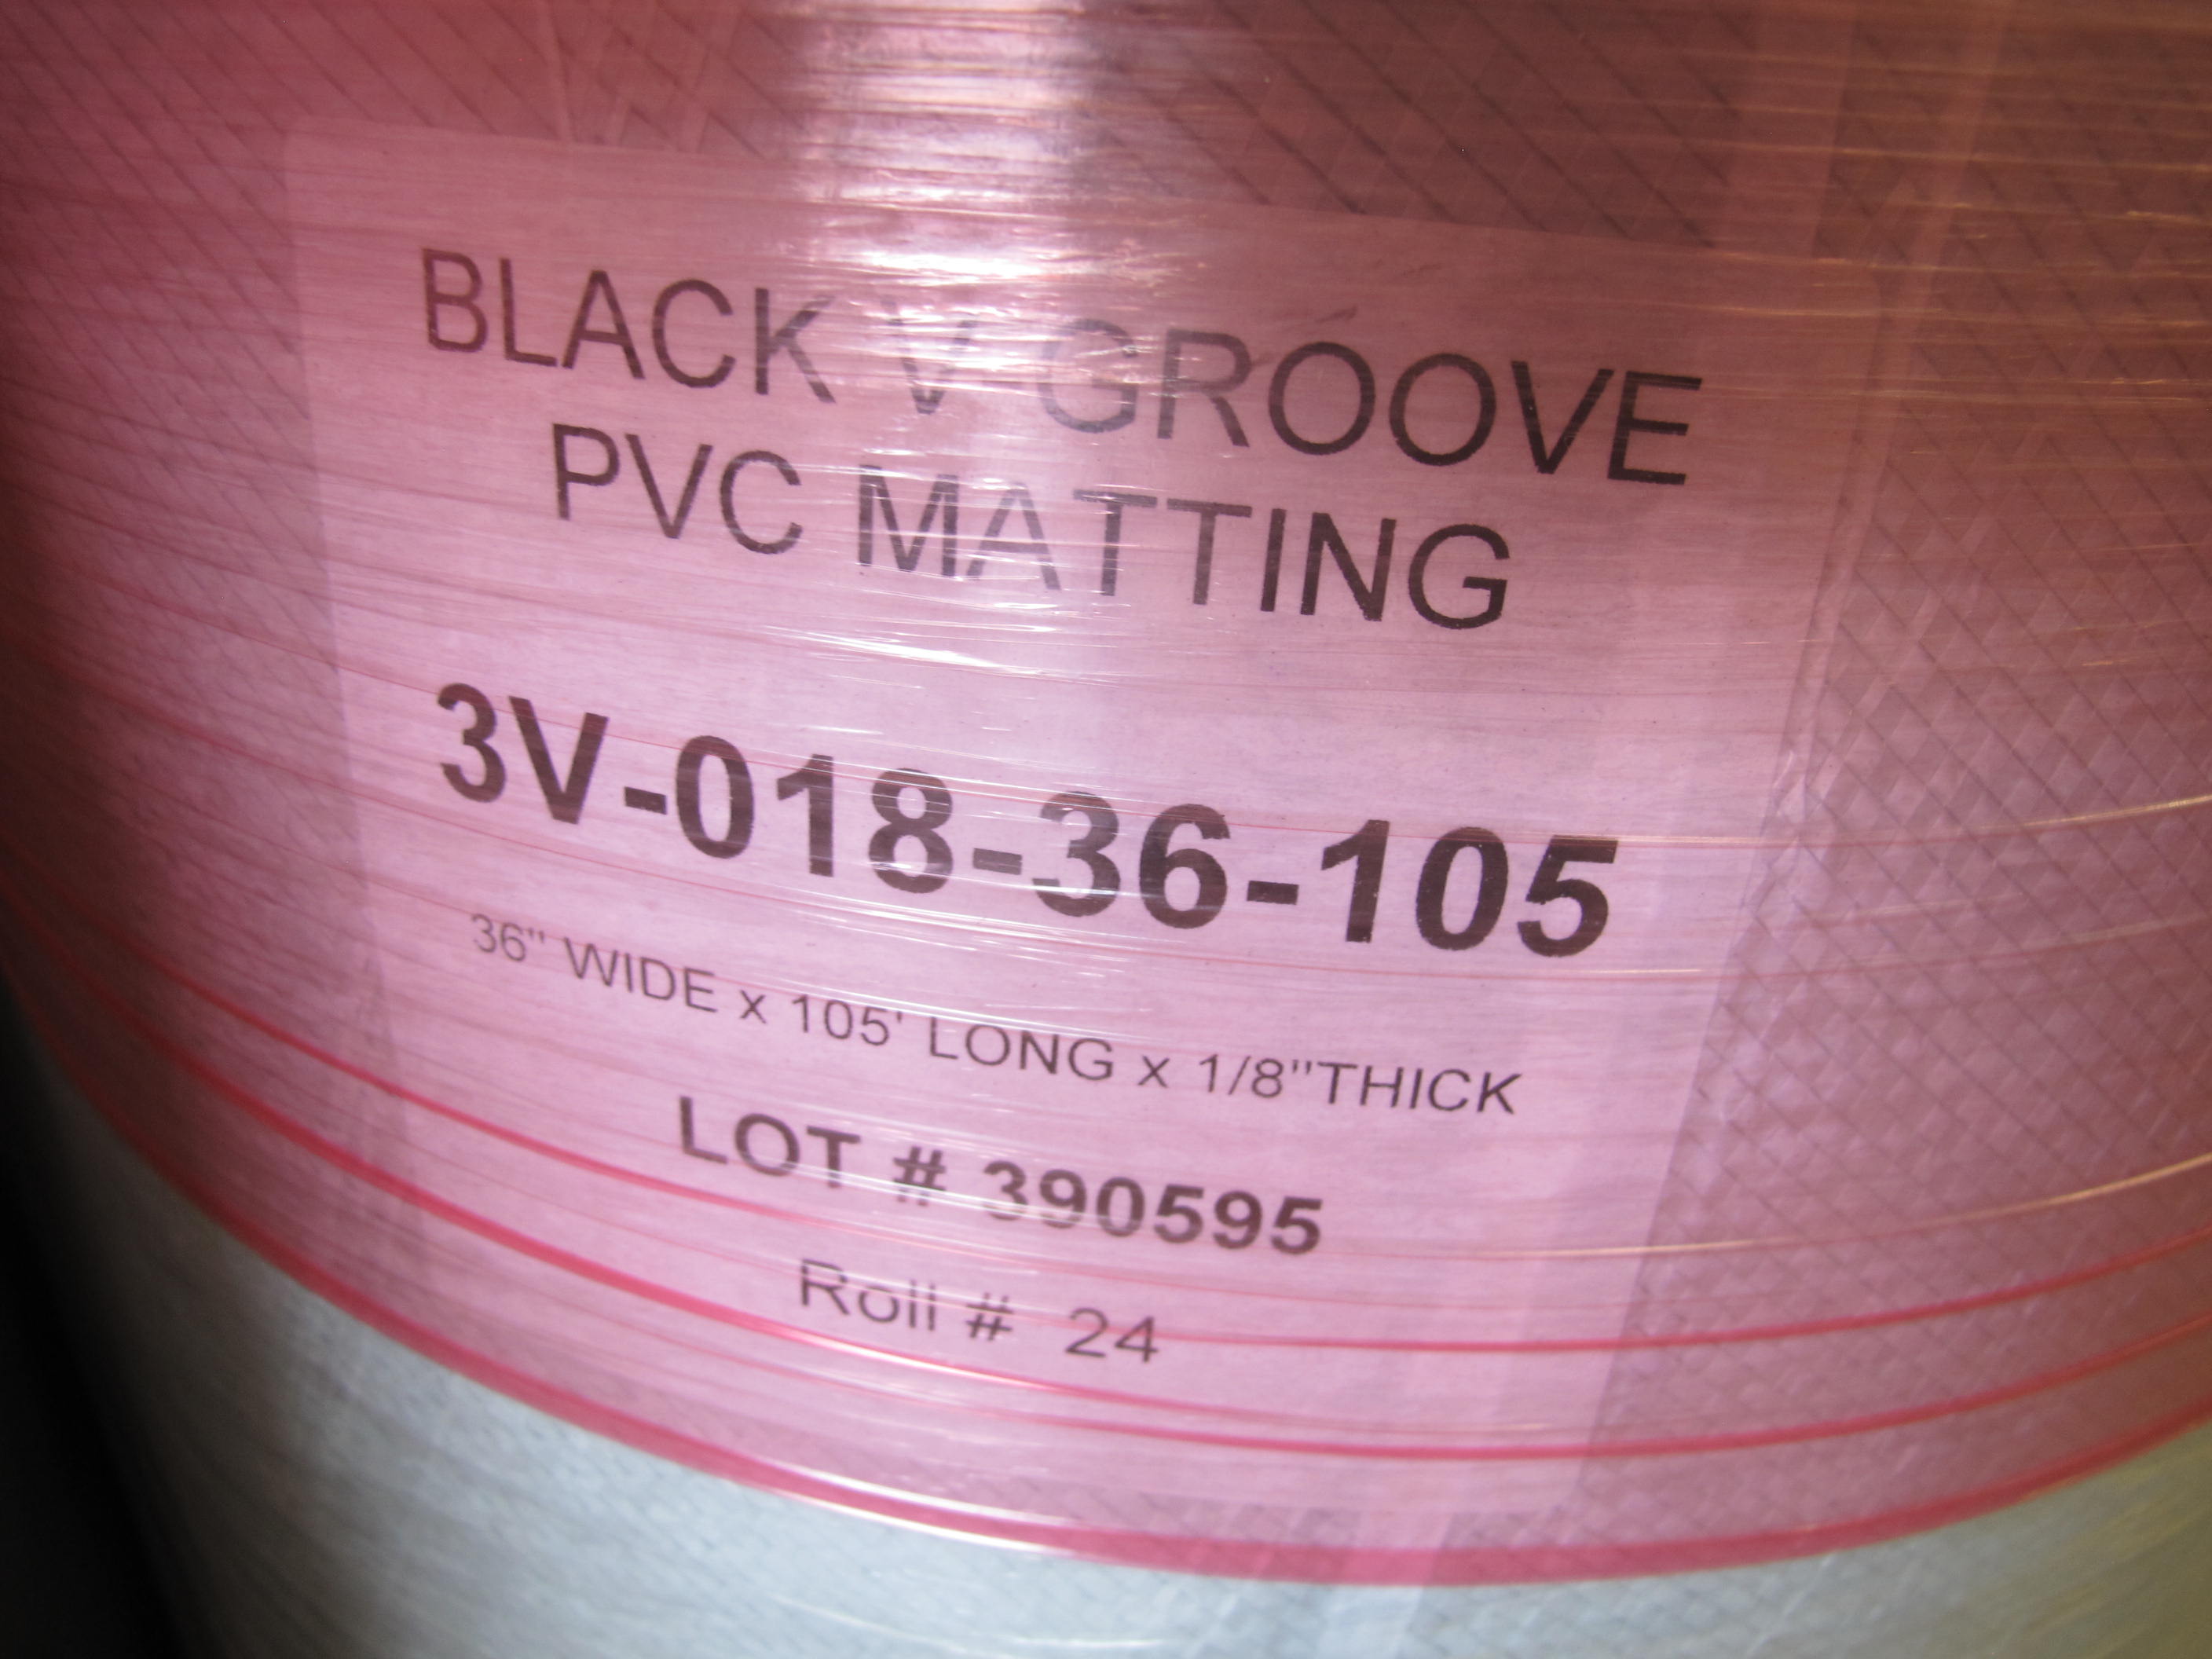 BLACK V-GROOVE
PVC MATTING
3V-018-36-105
36" WIDE x 105' LONG x 1/8"THICK
LOT # 390595
Roll # 24